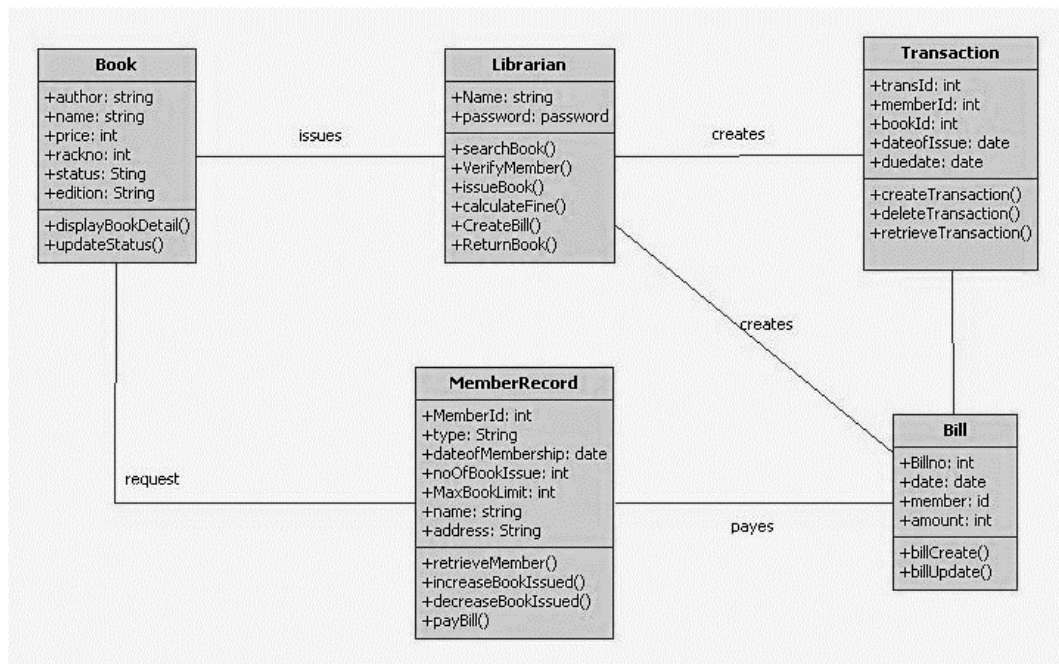 Book
+author: string
+name: string
+price: int
+rackno: int
+status: Sting
+edition: String
+displayBookDetail()
+updateStatus()
issues
Librarian
+Name: string
+password: password
+searchBook()
+VerifyMember()
+issueBook()
+calculateFine()
+CreateBill()
+ReturnBook()
creates
Transaction
+transId: int
+memberId: int
+bookId: int
+dateofIssue: date
+duedate: date
+createTransaction()
+deleteTransaction()
+retrieveTransaction()
creates
request
MemberRecord
+MemberId: int
+type: String
+dateofMembership: date
+noOfBookIssue: int
+MaxBookLimit: int
+name: string
+address: String
+retrieveMember()
+increaseBookIssued()
+decreaseBookIssued()
+payBill()
payes
Bill
+Billno: int
+date: date
+member: id
+amount: int
+billCreate()
+billUpdate()